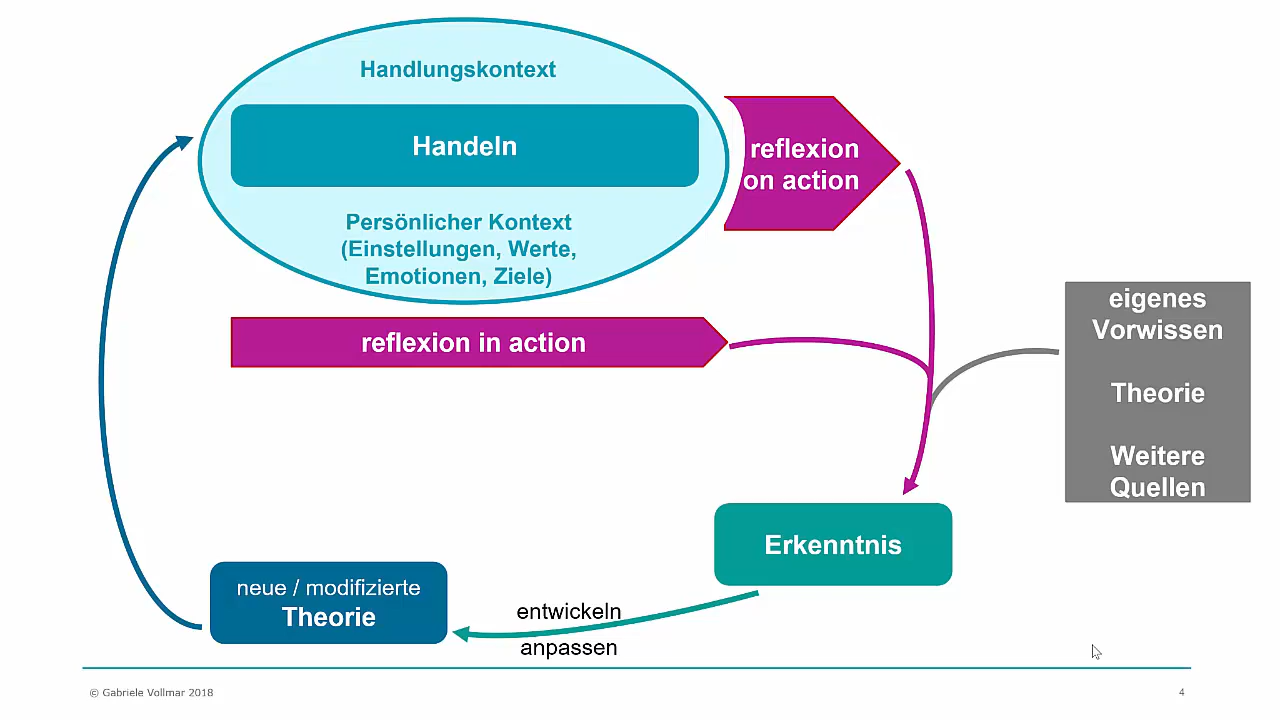 Handlungskontext
Handeln
Persönlicher Kontext
(Einstellungen, Werte,
Emotionen, Ziele)
reflexion
on action
reflexion in action
eigenes
Vorwissen
Theorie
Weitere
Quellen
Erkenntnis
neue / modifizierte
Theorie
entwickeln
anpassen
© Gabriele Vollmar 2018
4